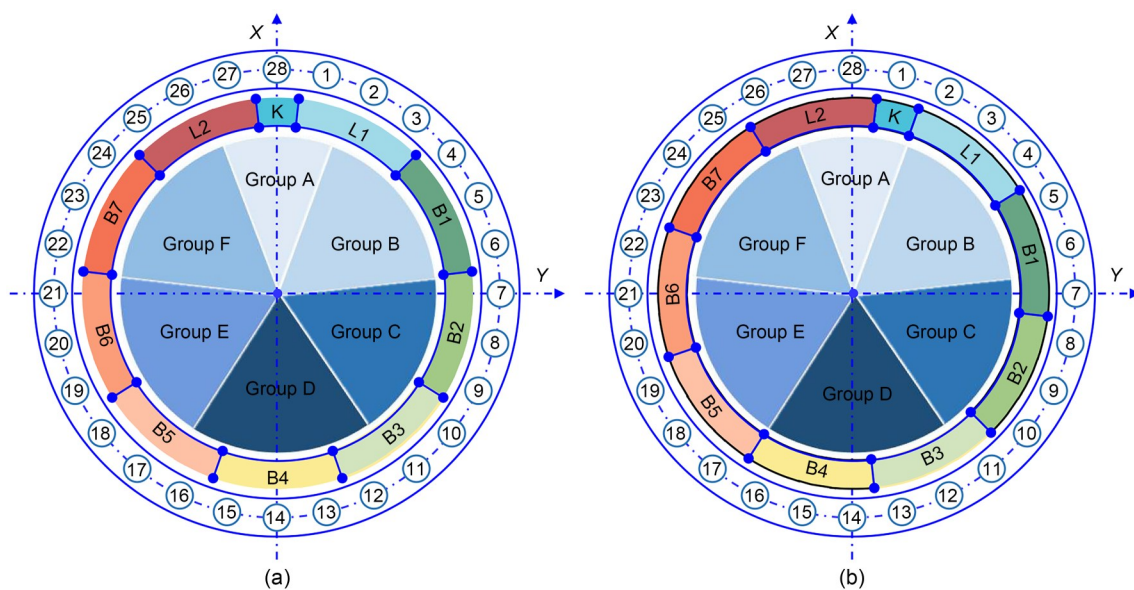 X
28
27
1
26
2
25
K
3
L2
L1
24
4
Group A
23
B7
B1
5
22
Group F
Group B
6
Y
21
7
B6
Group E
Group C
B2
20
8
19
Group D
9
B5
B3
18
10
17
B4
11
16
12
15
14
13
(a)
X
28
27
1
26
2
25
L2
K
3
24
L1
4
Group A
23
B7
5
22
Group F
Group B
B1
6
Y
21
B6
7
Group E
Group C
20
B2
8
19
Group D
9
B5
18
B3
10
17
B4
11
16
12
15
14
13
(b)